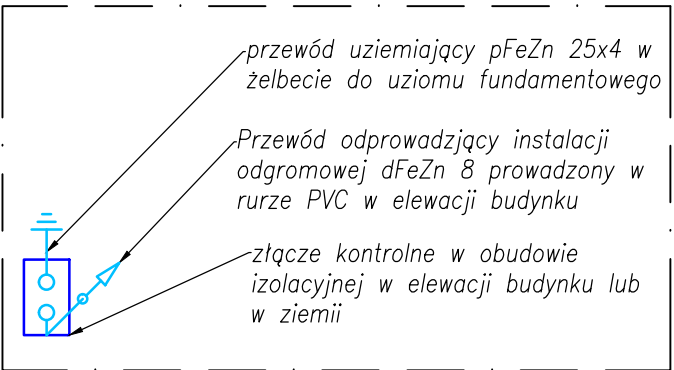 przewód uziemiający pFeZn 25x4 w
żelbecie do uziomu fundamentowego
Przewód odprowadzjący instalacji
odgromowej dFeZn 8 prowadzony w
rurze PVC w elewacji budynku
złącze kontrolne w obudowie
izolacyjnej w elewacji budynku lub
w ziemii